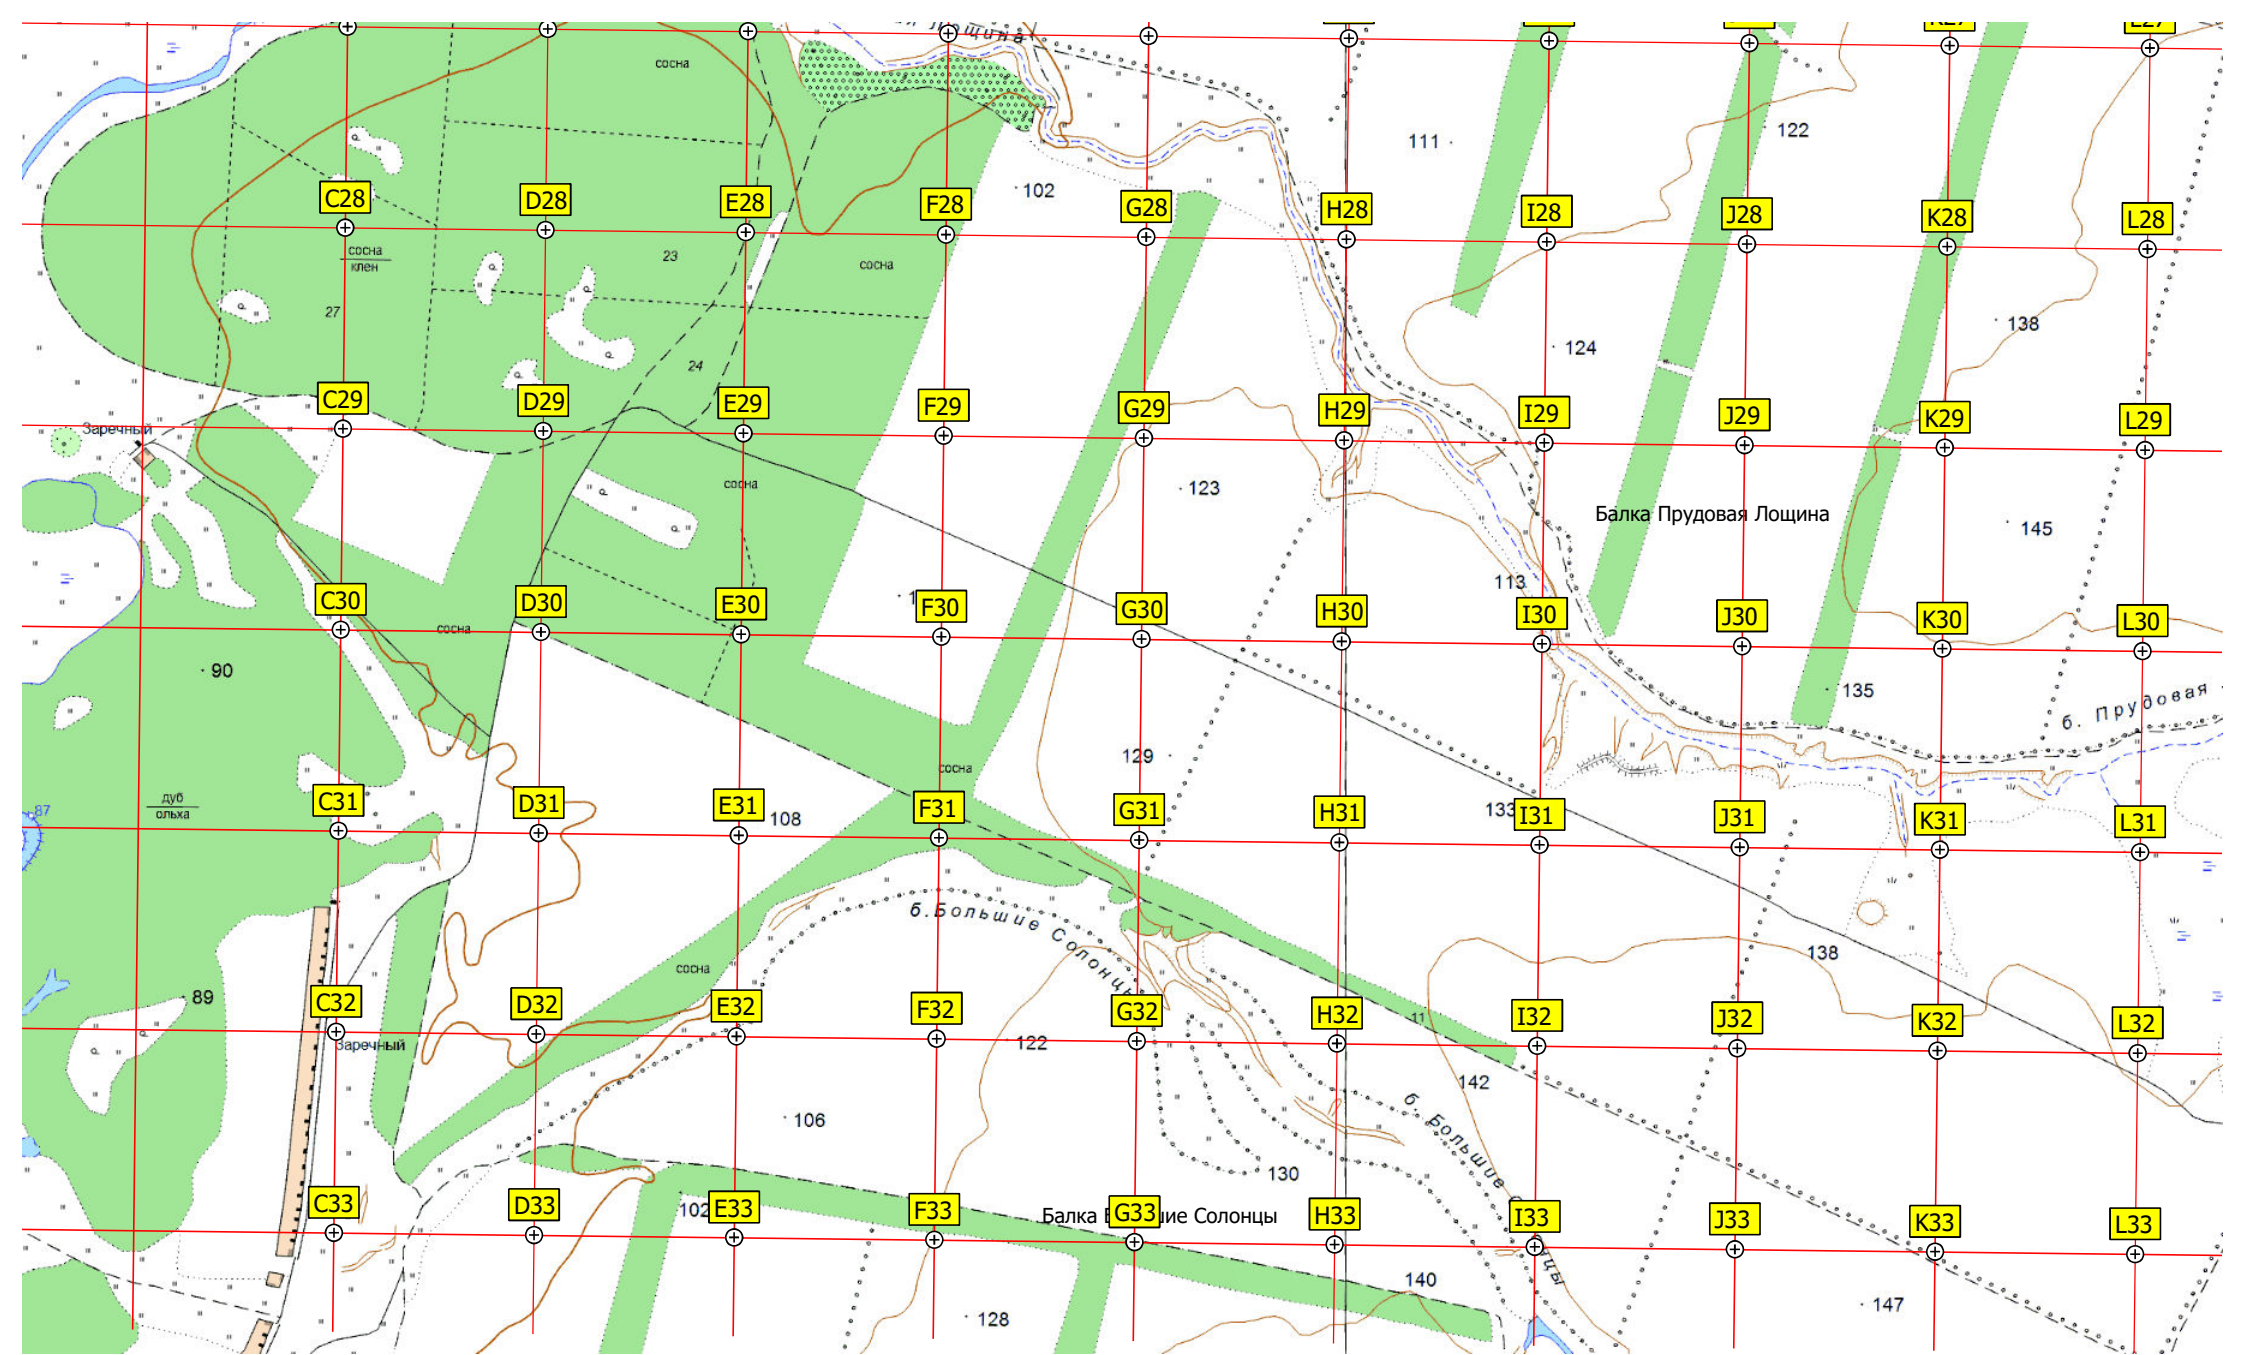 щина
сосна
111
122
102
C28
D28
E28
F28
G28
H28
I28
J28
K28
L28
сосна
клен
23
сосна
27
138
124
24
C29
D29
E29
F29
G29
H29
I29
J29
K29
L29
Заречный
сосна
123
Балка Прудовая Лощина
145
113
C30
D30
E30
F30
G30
H30
I30
J30
K30
L30
сосна
90
135
б. Прудовая
129
сосна
дуб
ольха
87
C31
D31
E31
F31
G31
H31
I31
J31
K31
L31
108
133
б. Большие Солонцы
138
сосна
89
C32
D32
E32
F32
G32
H32
I32
J32
K32
L32
11
Заречный
122
142
106
б. Большие
130
C33
D33
E33
F33
G33
H33
I33
J33
K33
L33
102
Балка Б шие Солонцы
140
147
128